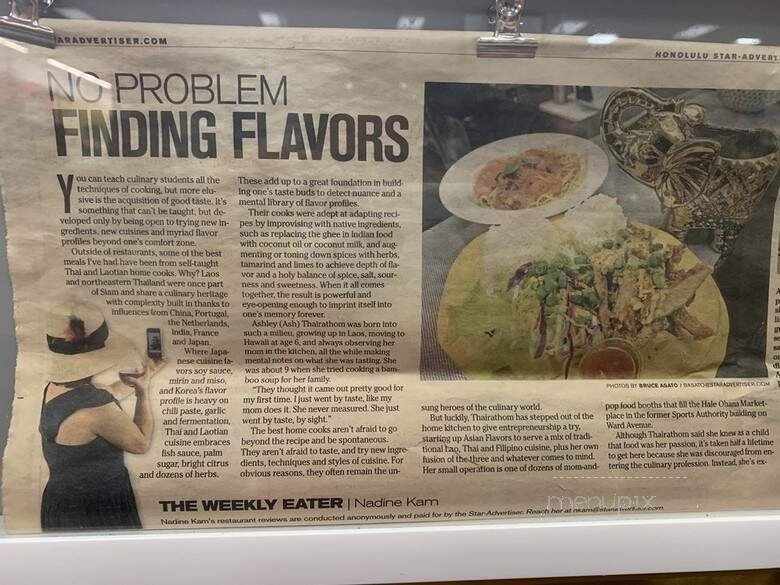 ARADVERTISER.COM
HONOLULU STAR-ADVERT
NO PROBLEM
FINDING FLAVORS
You can teach culinary students all the
techniques of cooking, but more elu-
sive is the acquisition of good taste. It's
something that can't be taught, but de-
veloped only by being open to trying new in-
gredients, new cuisines and myriad flavor
profiles beyond one's comfort zone.
Outside of restaurants, some of the best
meals I've had have been from self-taught
Thai and Laotian home cooks. Why? Laos
and northeastern Thailand were once part
of Siam and share a culinary heritage
with complexity built in thanks to
influences from China, Portugal,
the Netherlands,
India, France
and Japan.
Where Japa-
nese cuisine fa-
vors soy sauce,
mirin and miso,
and Korea's flavor
profile is heavy on
chili paste, garlic
and fermentation,
Thai and Laotian
cuisine embraces
fish sauce, palm
sugar, bright citrus
and dozens of herbs.
These add up to a great foundation in build-
ing one's taste buds to detect nuance and a
mental library of flavor profiles.
Their cooks were adept at adapting reci-
pes by improvising with native ingredients,
such as replacing the ghee in Indian food
with coconut oil or coconut milk, and aug-
menting or toning down spices with herbs,
tamarind and limes to achieve depth of fla-
vor and a holy balance of spice, salt, sour-
ness and sweetness. When it all comes
together, the result is powerful and
eye-opening enough to imprint itself into
one's memory forever.
Ashley (Ash) Thairathom was born into
such a milieu, growing up in Laos, moving to
Hawaii at age 6, and always observing her
mom in the kitchen, all the while making
mental notes on what she was tasting. She
was about 9 when she tried cooking a bam-
boo soup for her family.
"They thought it came out pretty good for
my first time. I just went by taste, like my
mom does it. She never measured. She just
went by taste, by sight."
The best home cooks aren't afraid to go
beyond the recipe and be spontaneous.
They aren't afraid to taste, and try new ingre-
dients, techniques and styles of cuisine. For
obvious reasons, they often remain the un-
PHOTOS BY BRUCE ASATO / BASATO@STARADVERTISER.COM
sung heroes of the culinary world.
But luckily, Thairathom has stepped out of the
home kitchen to give entrepreneurship a try,
starting up Asian Flavors to serve a mix of tradi-
tional Lao, Thai and Filipino cuisine, plus her own
fusion of the three and whatever comes to mind.
Her small operation is one of dozens of mom-and-
pop food booths that fill the Hale Ohana Market-
place in the former Sports Authority building on
Ward Avenue.
Although Thairathom said she knew as a child
that food was her passion, it's taken half a lifetime
to get here because she was discouraged from en-
tering the culinary profession. Instead, she's ex-
THE WEEKLY EATER | Nadine Kam
Nadine Kam's restaurant reviews are conducted anonymously and paid for by the Star-Advertiser. Reach her at nkam@staradvertiser.com.
menupix